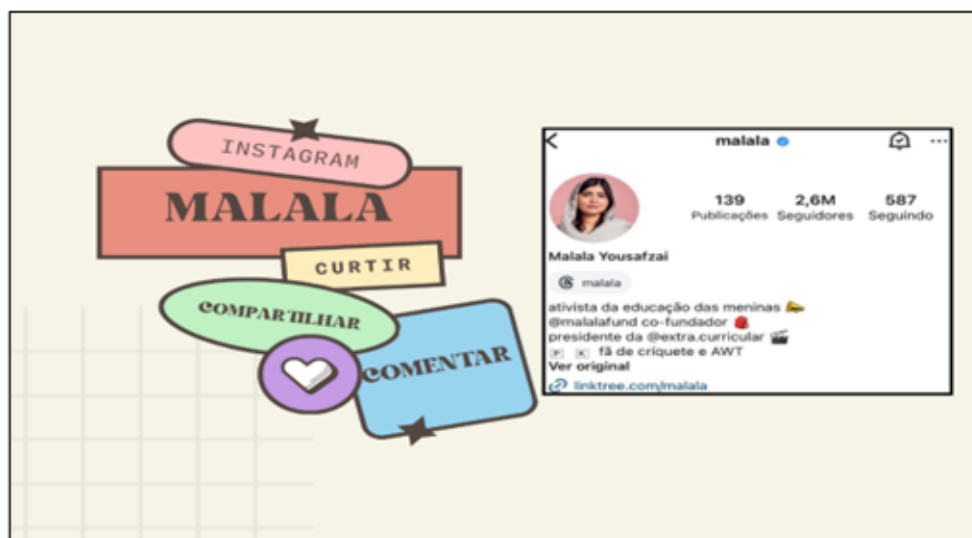 INSTAGRAM
MALALA
CURTIR
COMPARTILHAR
COMENTAR
malala
139 2,6M 587
Publicações Seguidores Seguindo
Malala Yousafzai
malala
ativista da educação das meninas
@malalafund co-fundador
presidente da @extra.curricular
P K fã de críquete e AWT
Ver original
linktree.com/malala